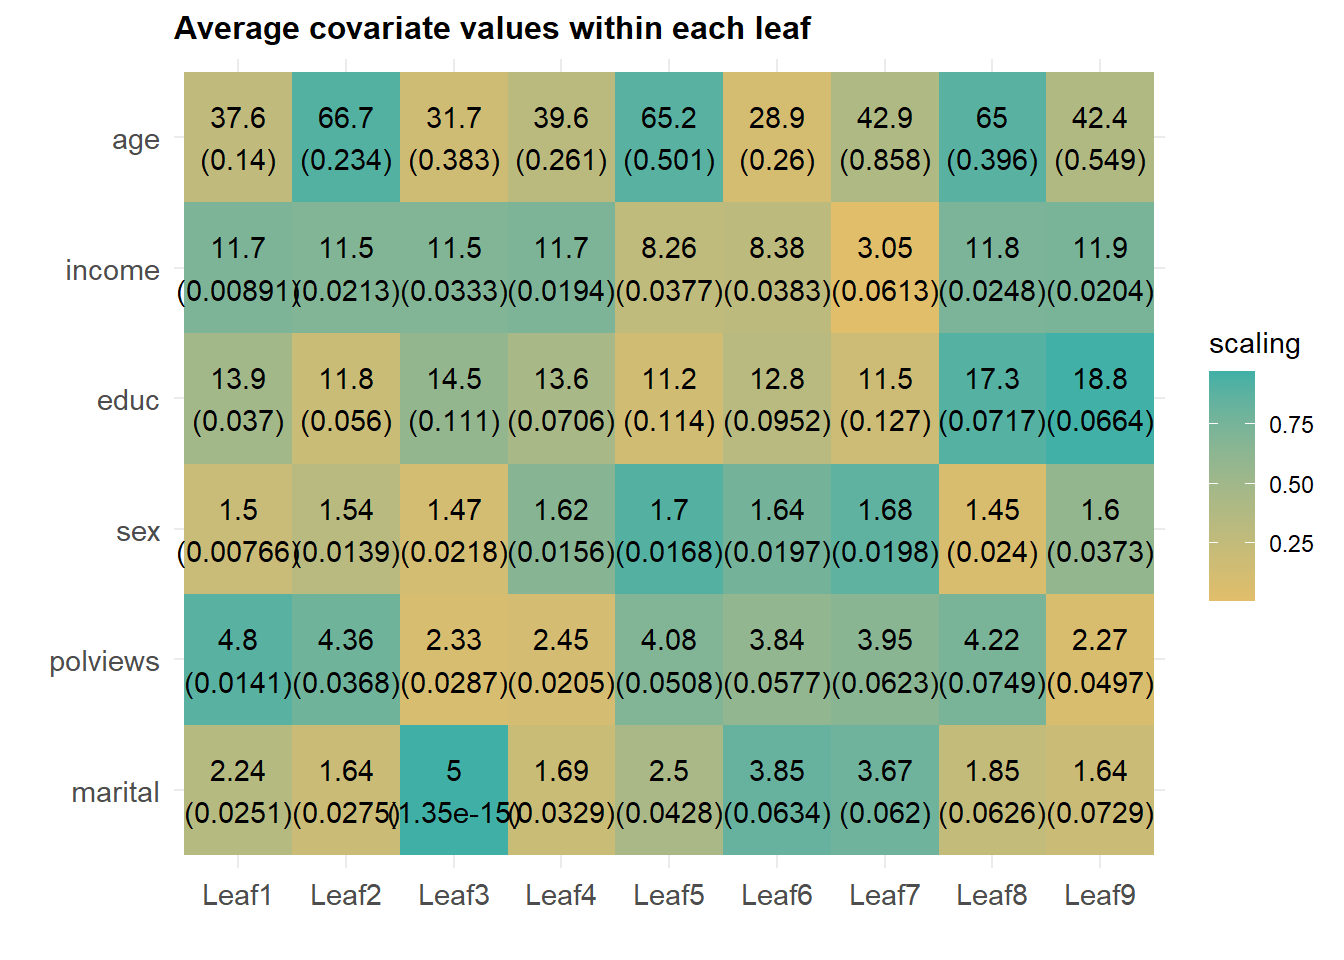 Average covariate values within each leaf
age
37.6 66.7 31.7 39.6 65.2 28.9 42.9 65 42.4
(0.14) (0.234) (0.383) (0.261) (0.501) (0.26) (0.858) (0.396) (0.549)
income
11.7 11.5 11.5 11.7 8.26 8.38 3.05 11.8 11.9
(0.00891) (0.0213) (0.0333) (0.0194) (0.0377) (0.0383) (0.0613) (0.0248) (0.0204)
educ
13.9 11.8 14.5 13.6 11.2 12.8 11.5 17.3 18.8
(0.037) (0.056) (0.111) (0.0706) (0.114) (0.0952) (0.127) (0.0717) (0.0664)
sex
1.5 1.54 1.47 1.62 1.7 1.64 1.68 1.45 1.6
(0.00766) (0.0139) (0.0218) (0.0156) (0.0168) (0.0197) (0.0198) (0.024) (0.0373)
polviews
4.8 4.36 2.33 2.45 4.08 3.84 3.95 4.22 2.27
(0.0141) (0.0368) (0.0287) (0.0205) (0.0508) (0.0577) (0.0623) (0.0749) (0.0497)
marital
2.24 1.64 5 1.69 2.5 3.85 3.67 1.85 1.64
(0.0251) (0.0275) (1.35e-15) (0.0329) (0.0428) (0.0634) (0.062) (0.0626) (0.0729)
Leaf1 Leaf2 Leaf3 Leaf4 Leaf5 Leaf6 Leaf7 Leaf8 Leaf9
scaling
0.75
0.50
0.25